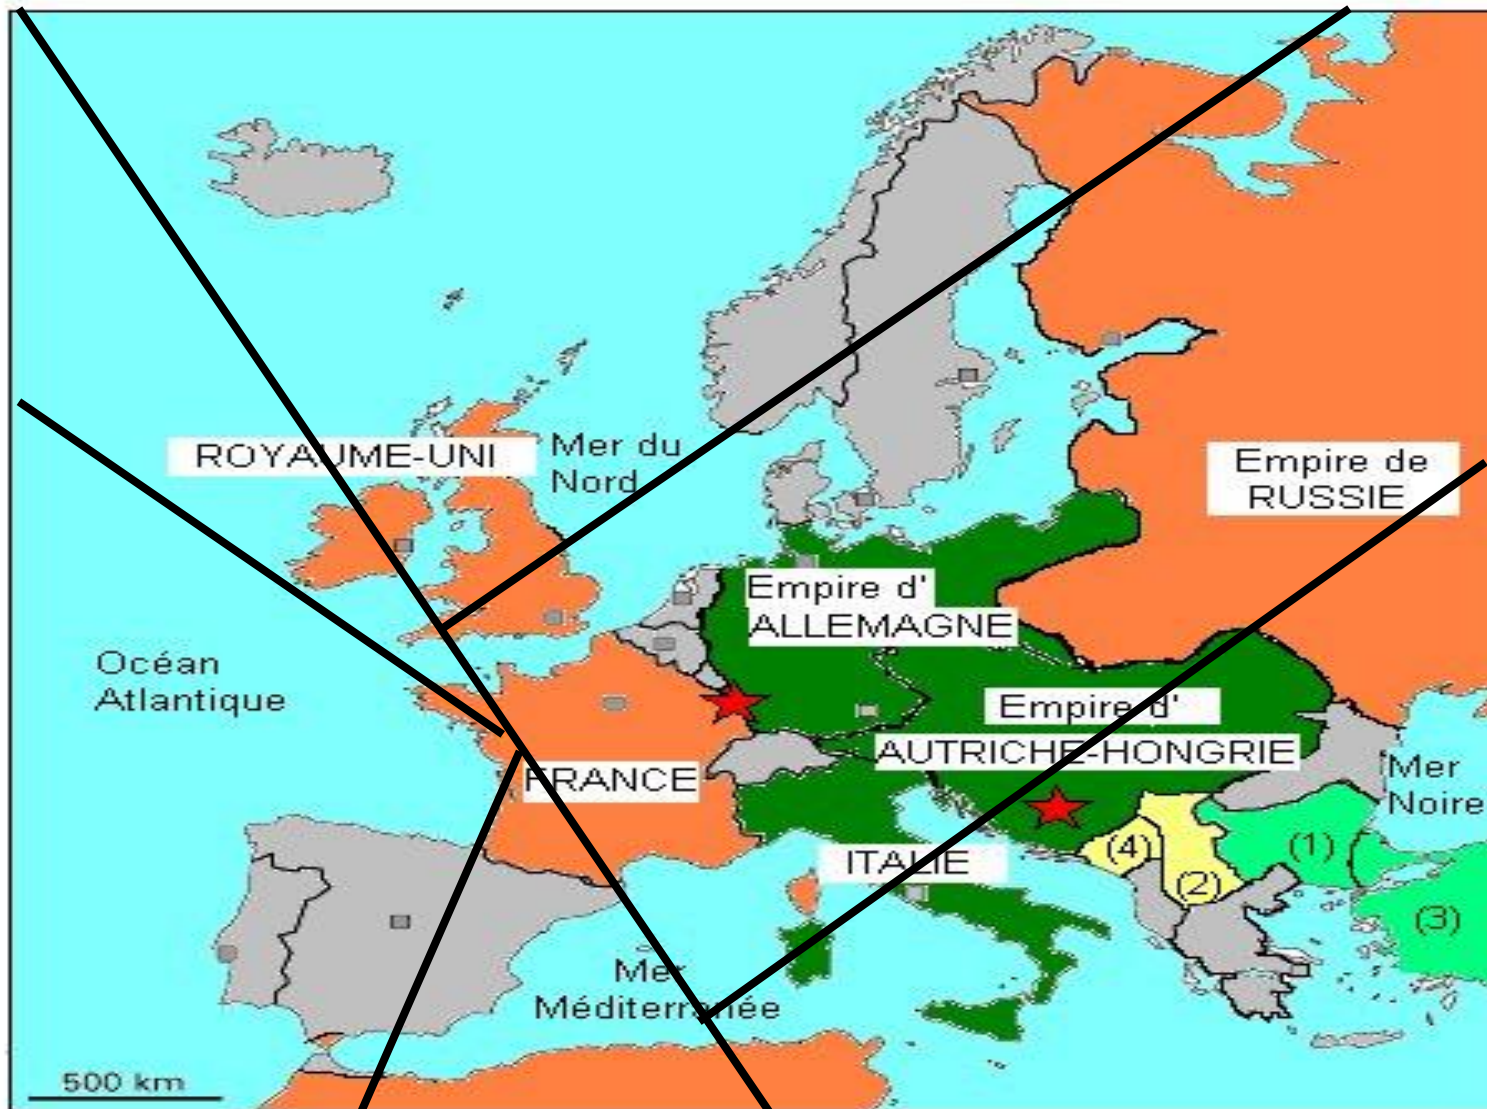 ROYAUME-UNI
Mer du
Nord
Empire de
RUSSIE
Empire d'
ALLEMAGNE
Océan
Atlantique
Empire d'
AUTRICHE-HONGRIE
FRANCE
Mer
Noire
ITALIE
(4)
(1)
(2)
(3)
Mer
Méditerranée
500 km